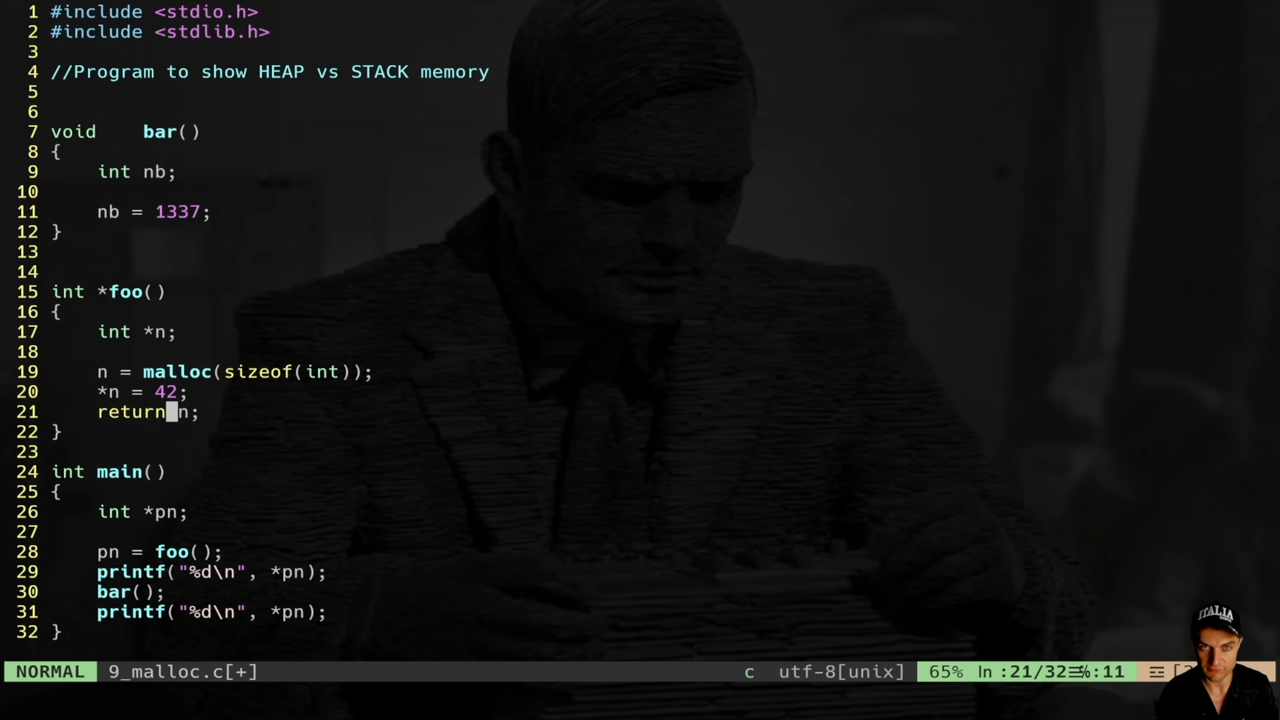 1 #include <stdio.h>
2 #include <stdlib.h>
3
4 //Program to show HEAP vs STACK memory
5
6
7 void    bar()
8 {
9     int nb;
10
11     nb = 1337;
12 }
13
14
15 int *foo()
16 {
17     int *n;
18
19     n = malloc(sizeof(int));
20     *n = 42;
21     return n;
22 }
23
24 int main()
25 {
26     int *pn;
27
28     pn = foo();
29     printf("%d\n", *pn);
30     bar();
31     printf("%d\n", *pn);
32 }
NORMAL 9_malloc.c[+] c utf-8[unix] 65% ln :21/32☰%:11 ☲ [
ITALIA